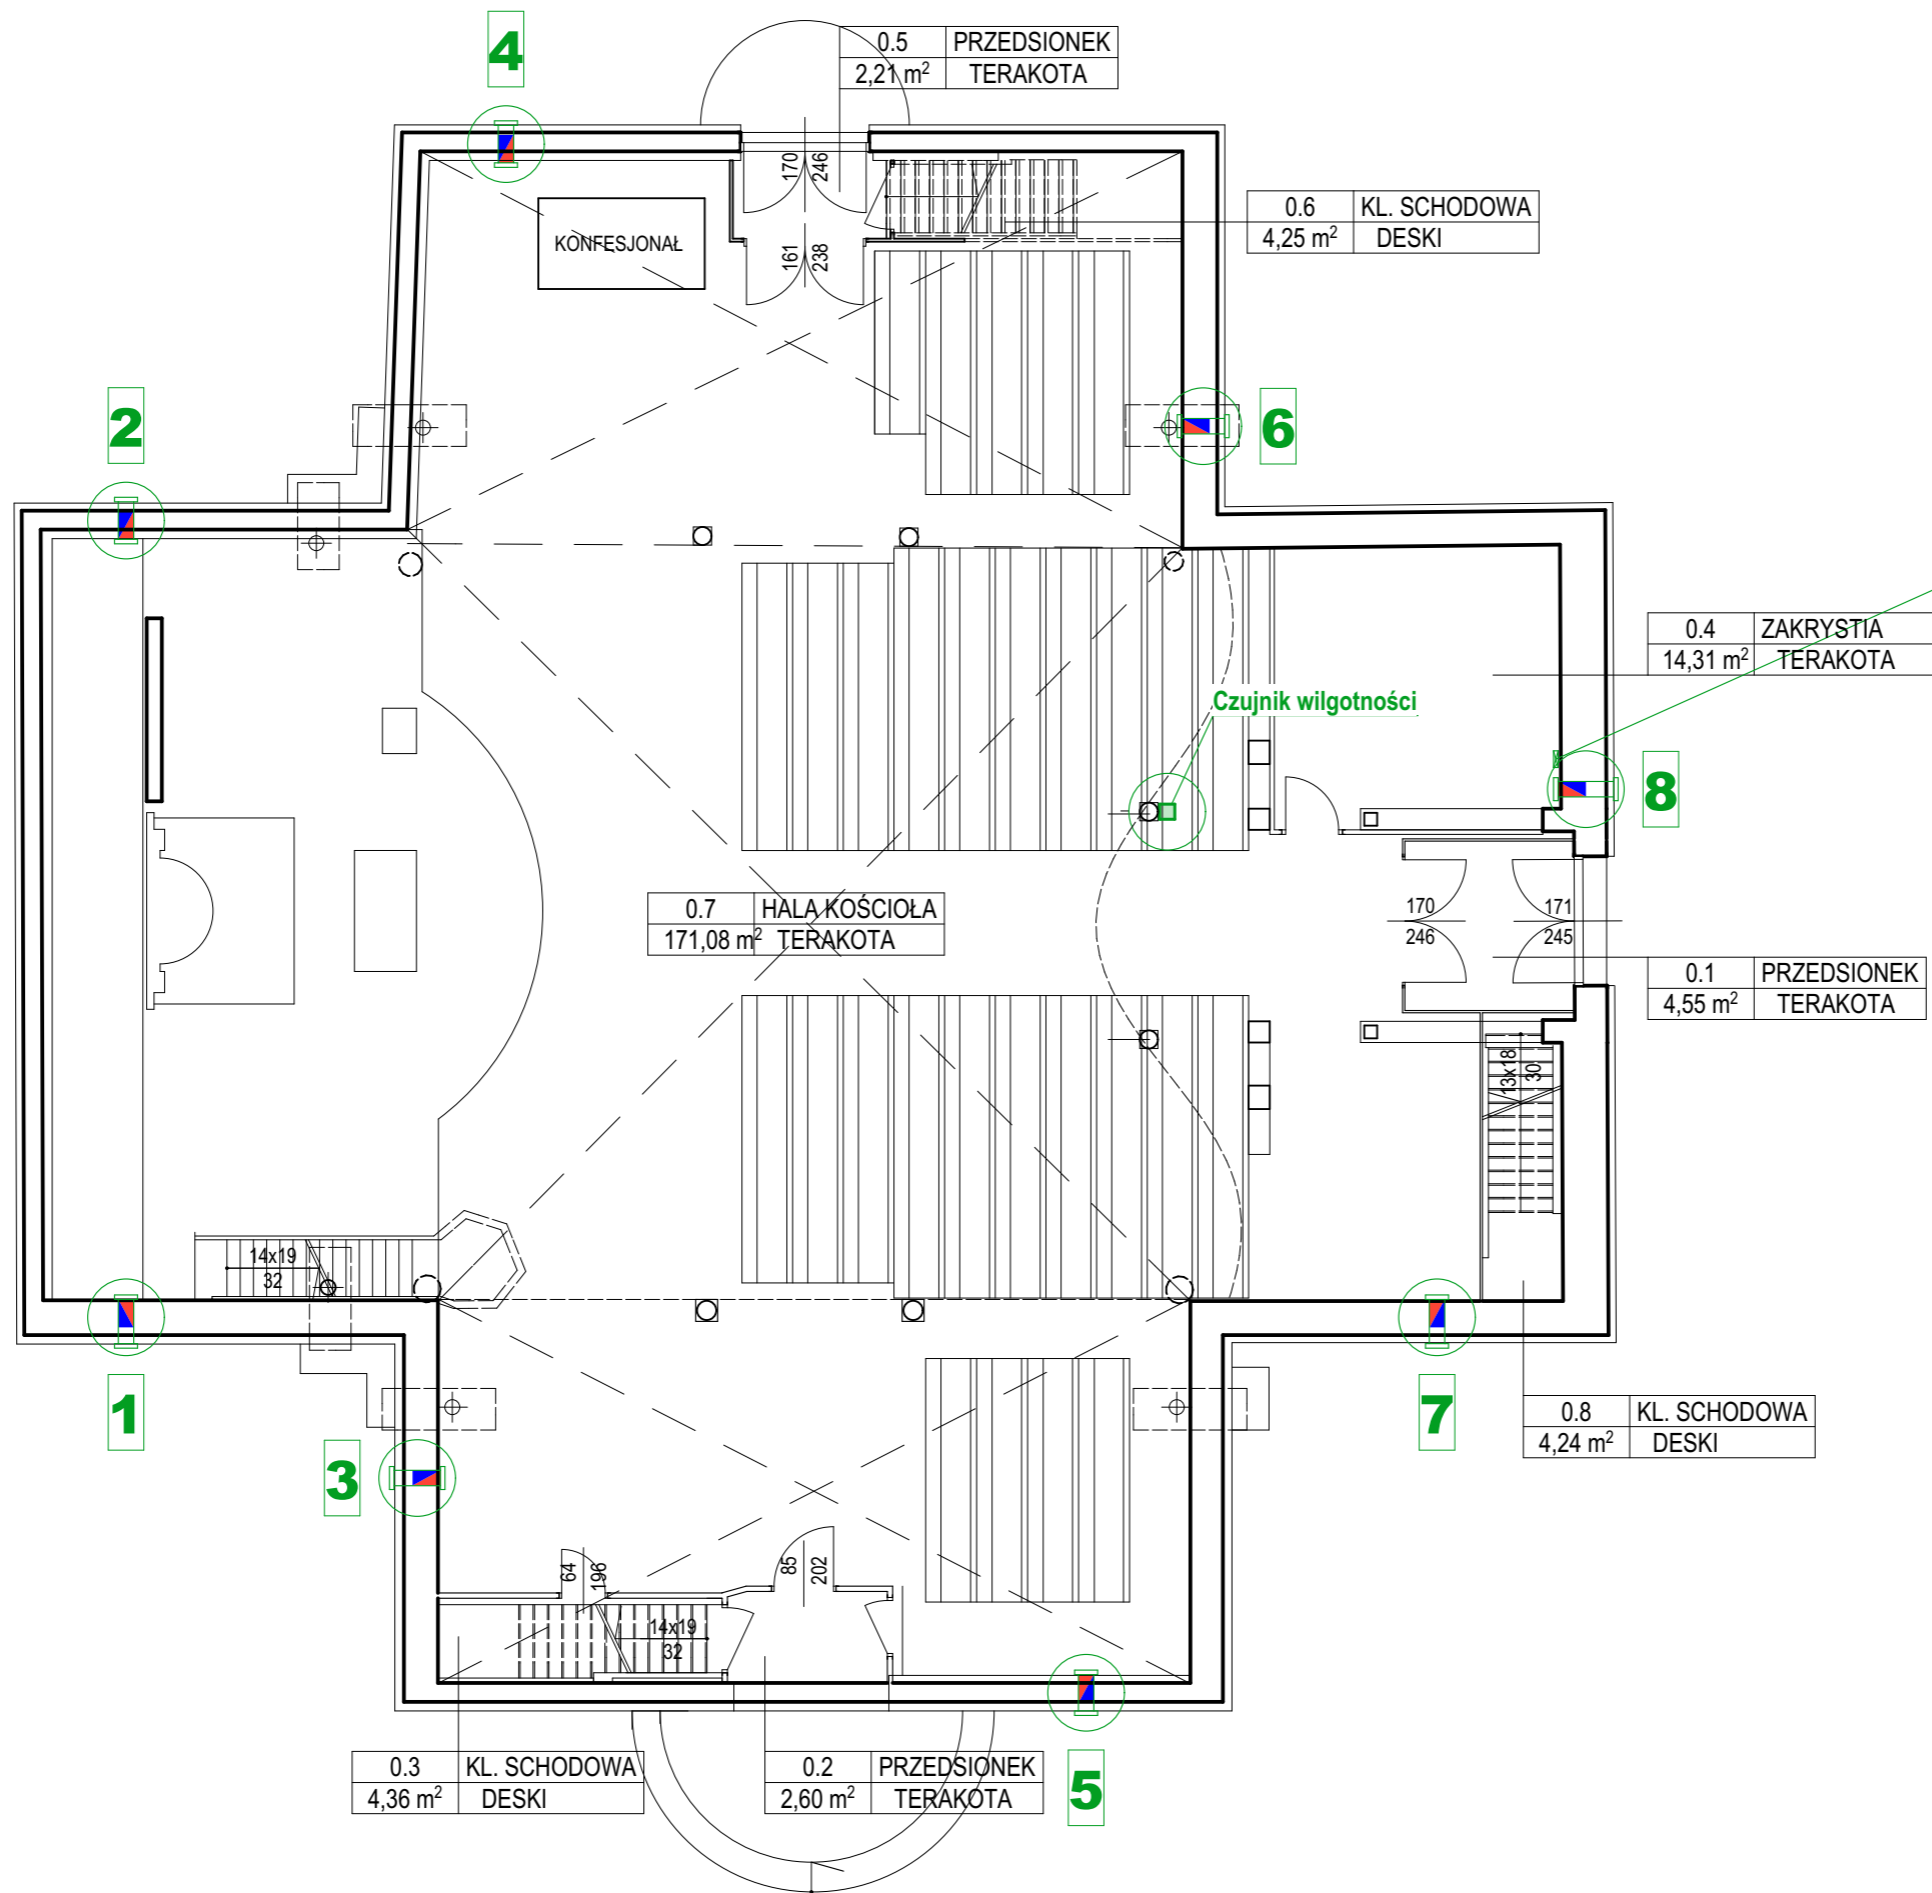 4
0.5 PRZEDSIONEK
2,21 m² TERAKOTA
170
246
0.6 KL. SCHODOWA
4,25 m² DESKI
KONFESJONAŁ
161
238
2
6
0.4 ZAKRYSTIA
14,31 m² TERAKOTA
Czujnik wilgotności
8
0.7 HALA KOŚCIOŁA
171,08 m² TERAKOTA
170
246
171
245
0.1 PRZEDSIONEK
4,55 m² TERAKOTA
13x18
30
14x19
32
1
7
0.8 KL. SCHODOWA
4,24 m² DESKI
3
64
196
85
202
14x19
32
0.3 KL. SCHODOWA
4,36 m² DESKI
0.2 PRZEDSIONEK
2,60 m² TERAKOTA
5